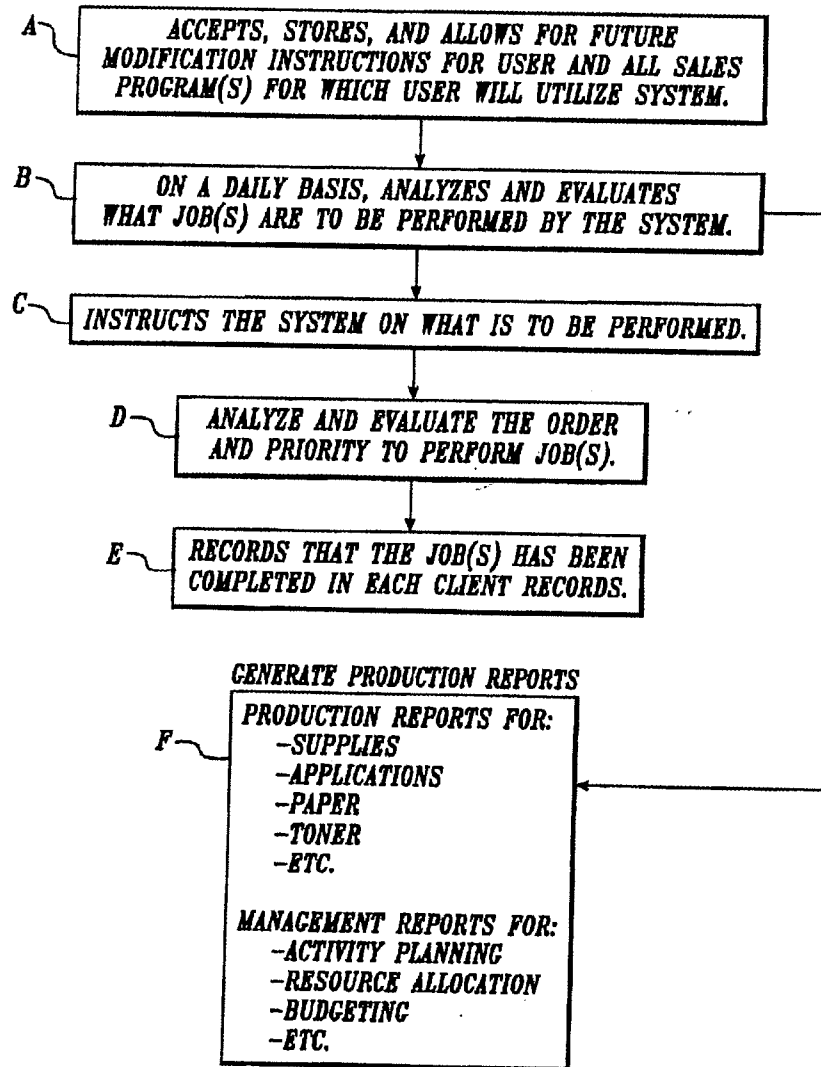 A
ACCEPTS, STORES, AND ALLOWS FOR FUTURE
MODIFICATION INSTRUCTIONS FOR USER AND ALL SALES
PROGRAM(S) FOR WHICH USER WILL UTILIZE SYSTEM.
B
ON A DAILY BASIS, ANALYZES AND EVALUATES
WHAT JOB(S) ARE TO BE PERFORMED BY THE SYSTEM.
C
INSTRUCTS THE SYSTEM ON WHAT IS TO BE PERFORMED.
D
ANALYZE AND EVALUATE THE ORDER
AND PRIORITY TO PERFORM JOB(S).
E
RECORDS THAT THE JOB(S) HAS BEEN
COMPLETED IN EACH CLIENT RECORDS.
GENERATE PRODUCTION REPORTS
F
PRODUCTION REPORTS FOR:
-SUPPLIES
-APPLICATIONS
-PAPER
-TONER
-ETC.
MANAGEMENT REPORTS FOR:
-ACTIVITY PLANNING
-RESOURCE ALLOCATION
-BUDGETING
-ETC.